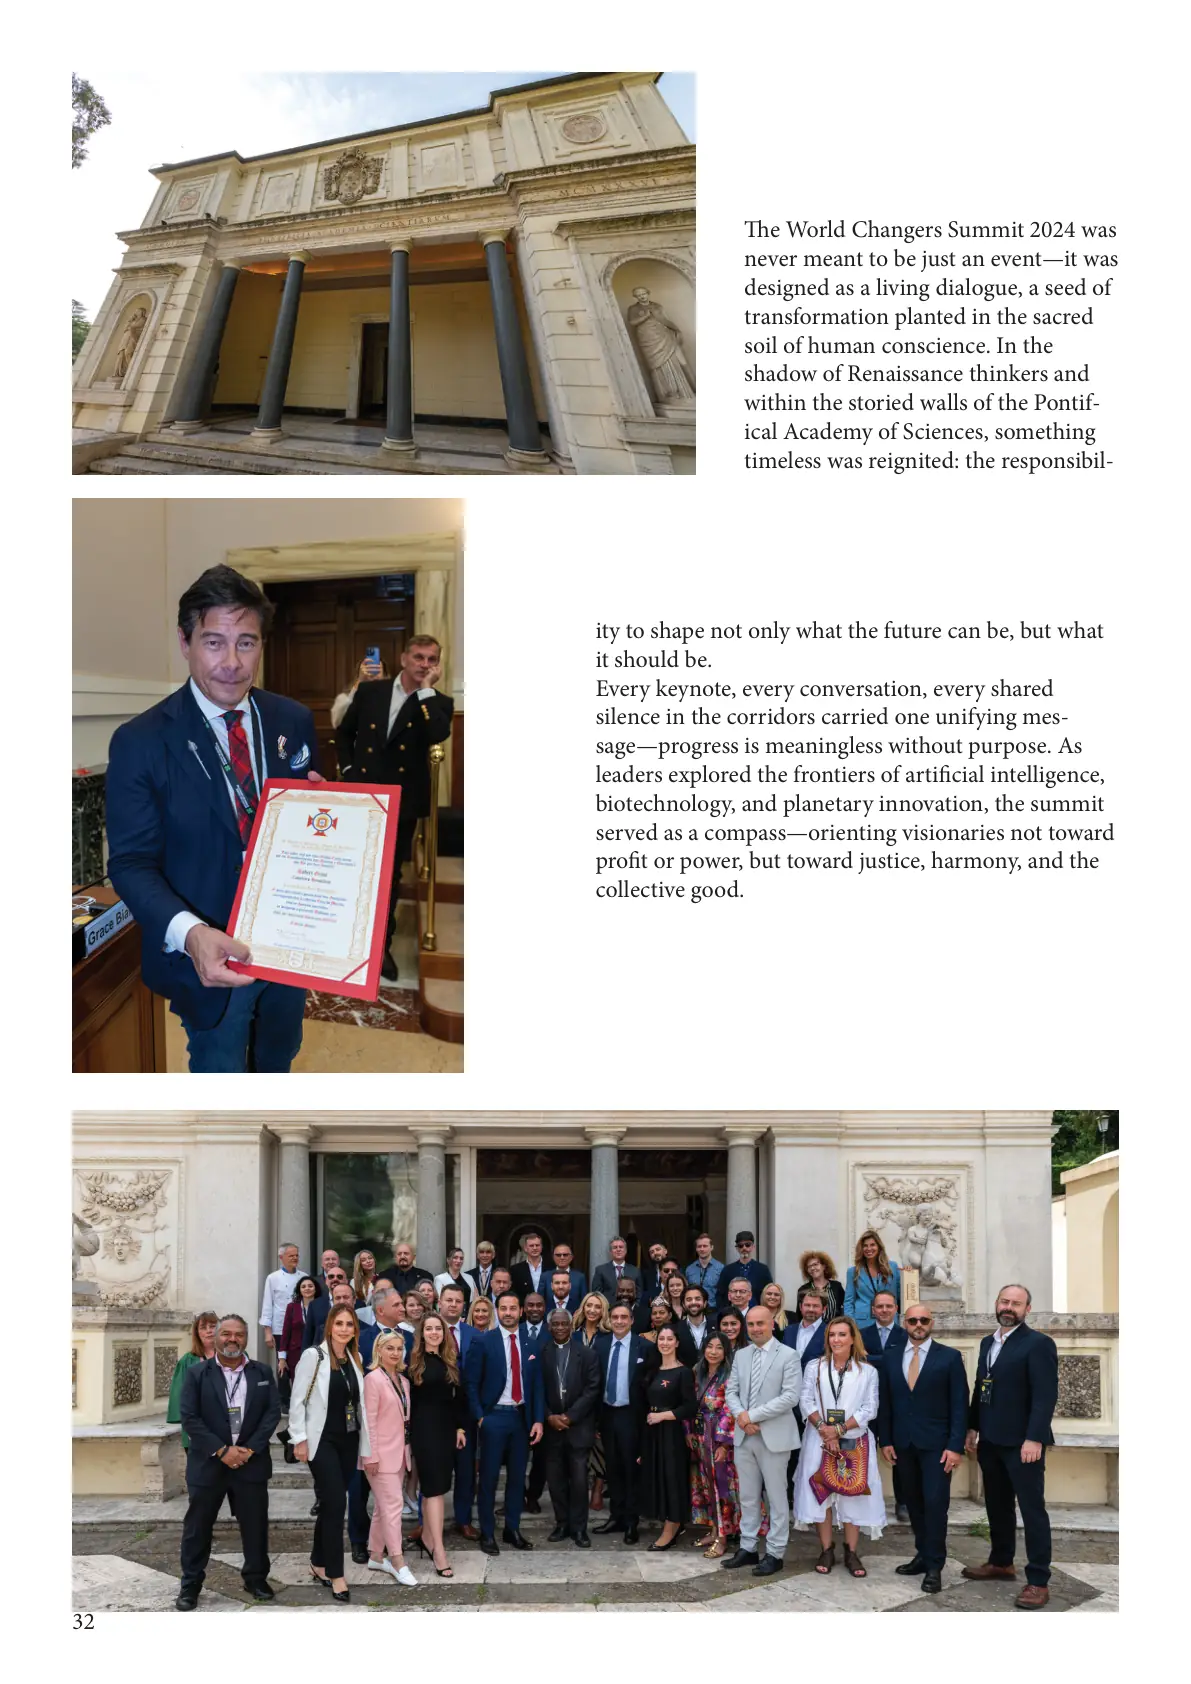 MCMXXXVI
The World Changers Summit 2024 was
never meant to be just an event—it was
designed as a living dialogue, a seed of
transformation planted in the sacred
soil of human conscience. In the
shadow of Renaissance thinkers and
within the storied walls of the Pontif-
ical Academy of Sciences, something
timeless was reignited: the responsibil-
ity to shape not only what the future can be, but what
it should be.
Every keynote, every conversation, every shared
silence in the corridors carried one unifying mes-
sage—progress is meaningless without purpose. As
leaders explored the frontiers of artificial intelligence,
biotechnology, and planetary innovation, the summit
served as a compass—orienting visionaries not toward
profit or power, but toward justice, harmony, and the
collective good.
Grace
32